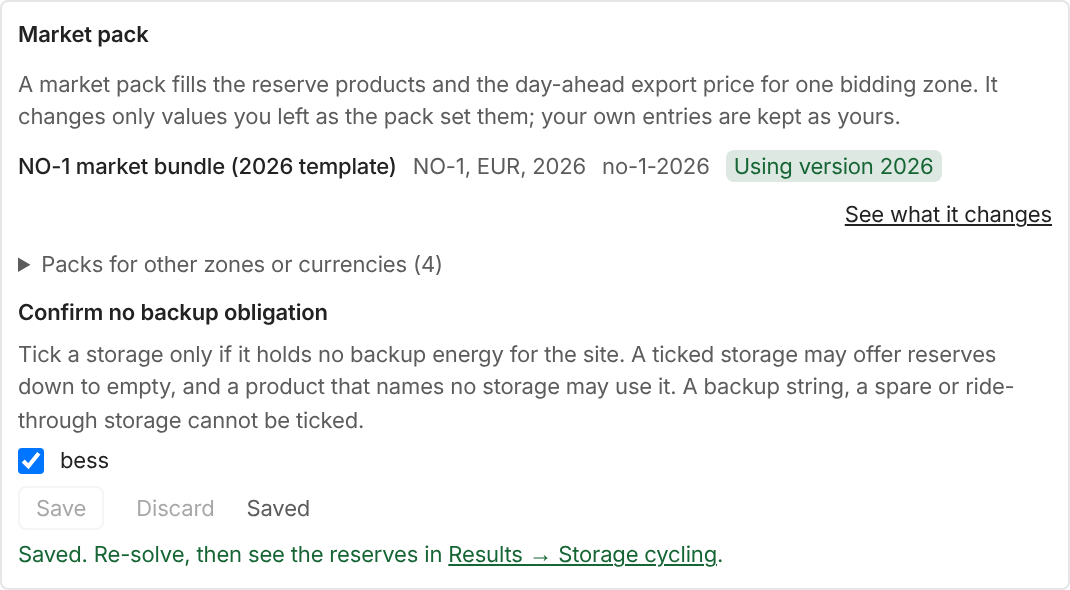 Market pack
A market pack fills the reserve products and the day-ahead export price for one bidding zone. It
changes only values you left as the pack set them; your own entries are kept as yours.
NO-1 market bundle (2026 template) NO-1, EUR, 2026 no-1-2026 Using version 2026
See what it changes
▶ Packs for other zones or currencies (4)
Confirm no backup obligation
Tick a storage only if it holds no backup energy for the site. A ticked storage may offer reserves
down to empty, and a product that names no storage may use it. A backup string, a spare or ride-
through storage cannot be ticked.
bess
Save Discard Saved
Saved. Re-solve, then see the reserves in Results → Storage cycling.